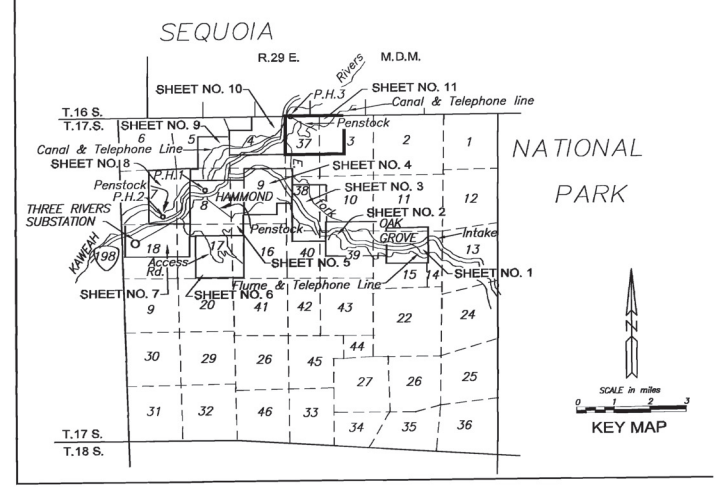 SEQUOIA
R.29 E. M.D.M.
Rivers
SHEET NO. 10
P.H.3
SHEET NO. 11
Canal & Telephone line
T.16 S.
T.17.S.
SHEET NO. 9
Penstock
6 5 4 37 3 2 1
Canal & Telephone Line
NATIONAL
SHEET NO. 8
P.H.1
E
SHEET NO. 4
9
Penstock
P.H.2
38
SHEET NO. 3
PARK
8
HAMMOND
10 11 12
Fork
SHEET NO. 2
THREE RIVERS
SUBSTATION
Penstock
OAK
GROVE
Intake
KAWEAH
198
18
Access
Rd.
17 16 40 39 13
SHEET NO. 5
15 14
SHEET NO. 1
Flume & Telephone Line
SHEET NO. 7
SHEET NO. 6
9 20 41 42 43 22 24
N
44
30 29 26 45
27 26 25
SCALE in miles
0 1 2 3
31 32 46 33
KEY MAP
34 35 36
T.17 S.
T.18 S.